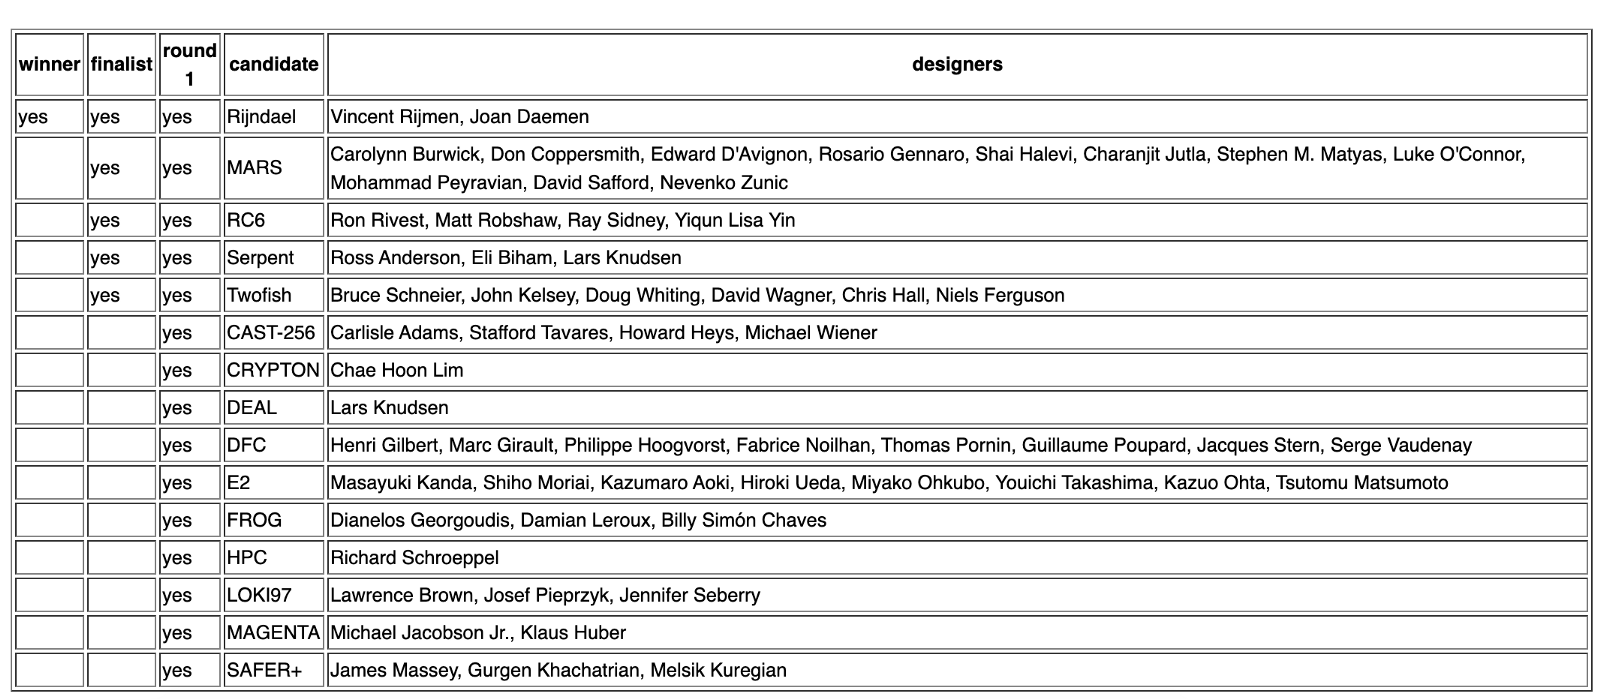 winner finalist round 1 candidate designers
yes yes yes Rijndael Vincent Rijmen, Joan Daemen
yes yes MARS Carolynn Burwick, Don Coppersmith, Edward D'Avignon, Rosario Gennaro, Shai Halevi, Charanjit Jutla, Stephen M. Matyas, Luke O'Connor,
Mohammad Peyravian, David Safford, Nevenko Zunic
yes yes RC6 Ron Rivest, Matt Robshaw, Ray Sidney, Yiqun Lisa Yin
yes yes Serpent Ross Anderson, Eli Biham, Lars Knudsen
yes yes Twofish Bruce Schneier, John Kelsey, Doug Whiting, David Wagner, Chris Hall, Niels Ferguson
yes CAST-256 Carlisle Adams, Stafford Tavares, Howard Heys, Michael Wiener
yes CRYPTON Chae Hoon Lim
yes DEAL Lars Knudsen
yes DFC Henri Gilbert, Marc Girault, Philippe Hoogvorst, Fabrice Noilhan, Thomas Pornin, Guillaume Poupard, Jacques Stern, Serge Vaudenay
yes E2 Masayuki Kanda, Shiho Moriai, Kazumaro Aoki, Hiroki Ueda, Miyako Ohkubo, Youichi Takashima, Kazuo Ohta, Tsutomu Matsumoto
yes FROG Dianelos Georgoudis, Damian Leroux, Billy Simón Chaves
yes HPC Richard Schroeppel
yes LOKI97 Lawrence Brown, Josef Pieprzyk, Jennifer Seberry
yes MAGENTA Michael Jacobson Jr., Klaus Huber
yes SAFER+ James Massey, Gurgen Khachatrian, Melsik Kuregian